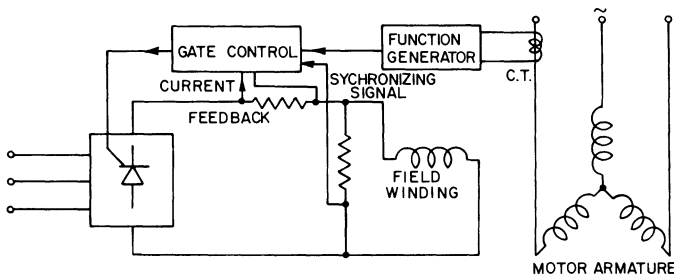 ~
GATE CONTROL
FUNCTION
GENERATOR
C.T.
CURRENT
SYCHRONIZING
SIGNAL
FEEDBACK
FIELD
WINDING
MOTOR ARMATURE